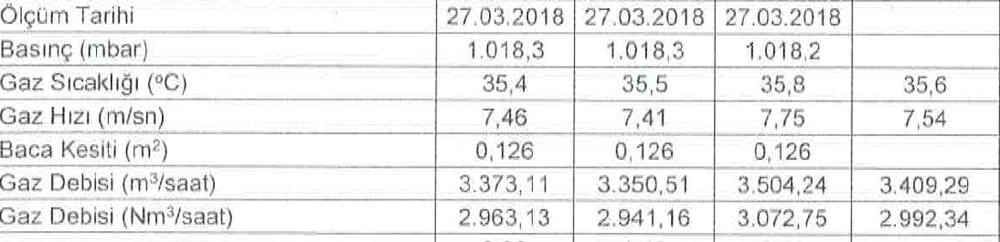 Ölçüm Tarihi 27.03.2018 27.03.2018 27.03.2018
Basınç (mbar) 1.018,3 1.018,3 1.018,2
Gaz Sıcaklığı (ºC) 35,4 35,5 35,8 35,6
Gaz Hızı (m/sn) 7,46 7,41 7,75 7,54
Baca Kesiti (m²) 0,126 0,126 0,126
Gaz Debisi (m³/saat) 3.373,11 3.350,51 3.504,24 3.409,29
Gaz Debisi (Nm³/saat) 2.963,13 2.941,16 3.072,75 2.992,34